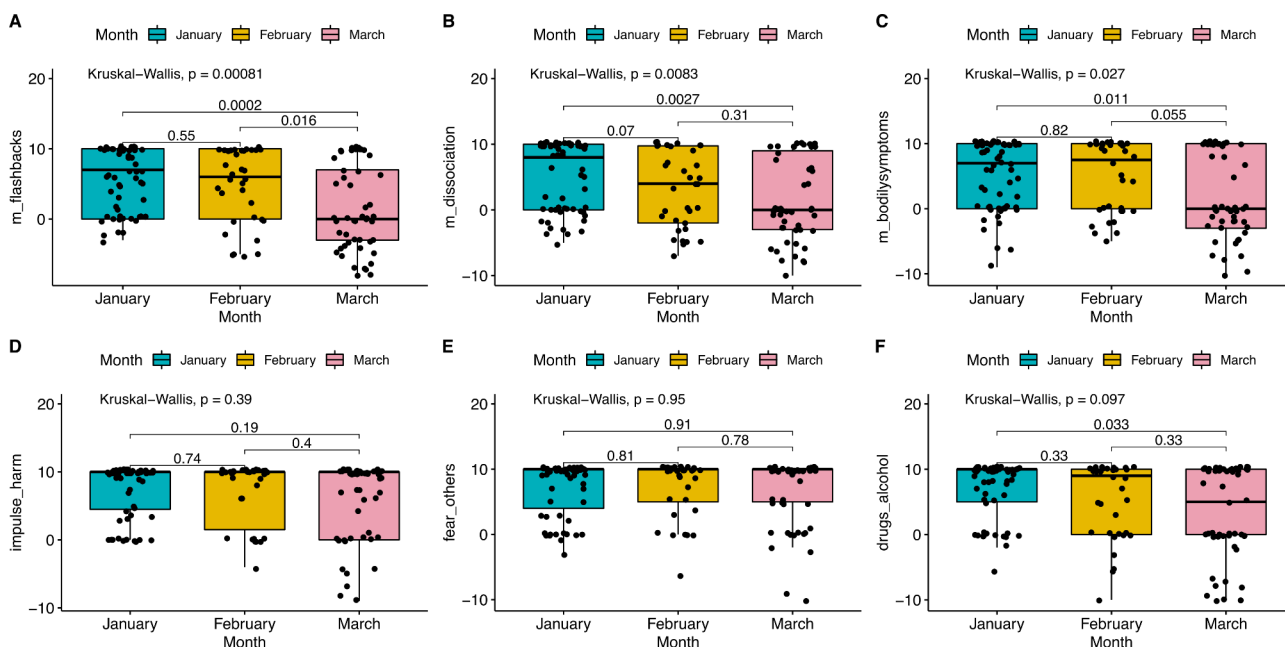 A
Month January February March
Kruskal−Wallis, p = 0.00081
0.0002
0.016
0.55
20
10
0
m_flashbacks
January February March
Month
B
Month January February March
Kruskal−Wallis, p = 0.0083
0.0027
0.31
0.07
20
10
0
−10
m_dissociation
January February March
Month
C
Month January February March
Kruskal−Wallis, p = 0.027
0.011
0.055
0.82
20
10
0
−10
m_bodilysymptoms
January February March
Month
D
Month January February March
Kruskal−Wallis, p = 0.39
0.19
0.4
0.74
20
10
0
−10
impulse_harm
January February March
Month
E
Month January February March
Kruskal−Wallis, p = 0.95
0.91
0.78
0.81
20
10
0
−10
fear_others
January February March
Month
F
Month January February March
Kruskal−Wallis, p = 0.097
0.033
0.33
0.33
20
10
0
−10
drugs_alcohol
January February March
Month